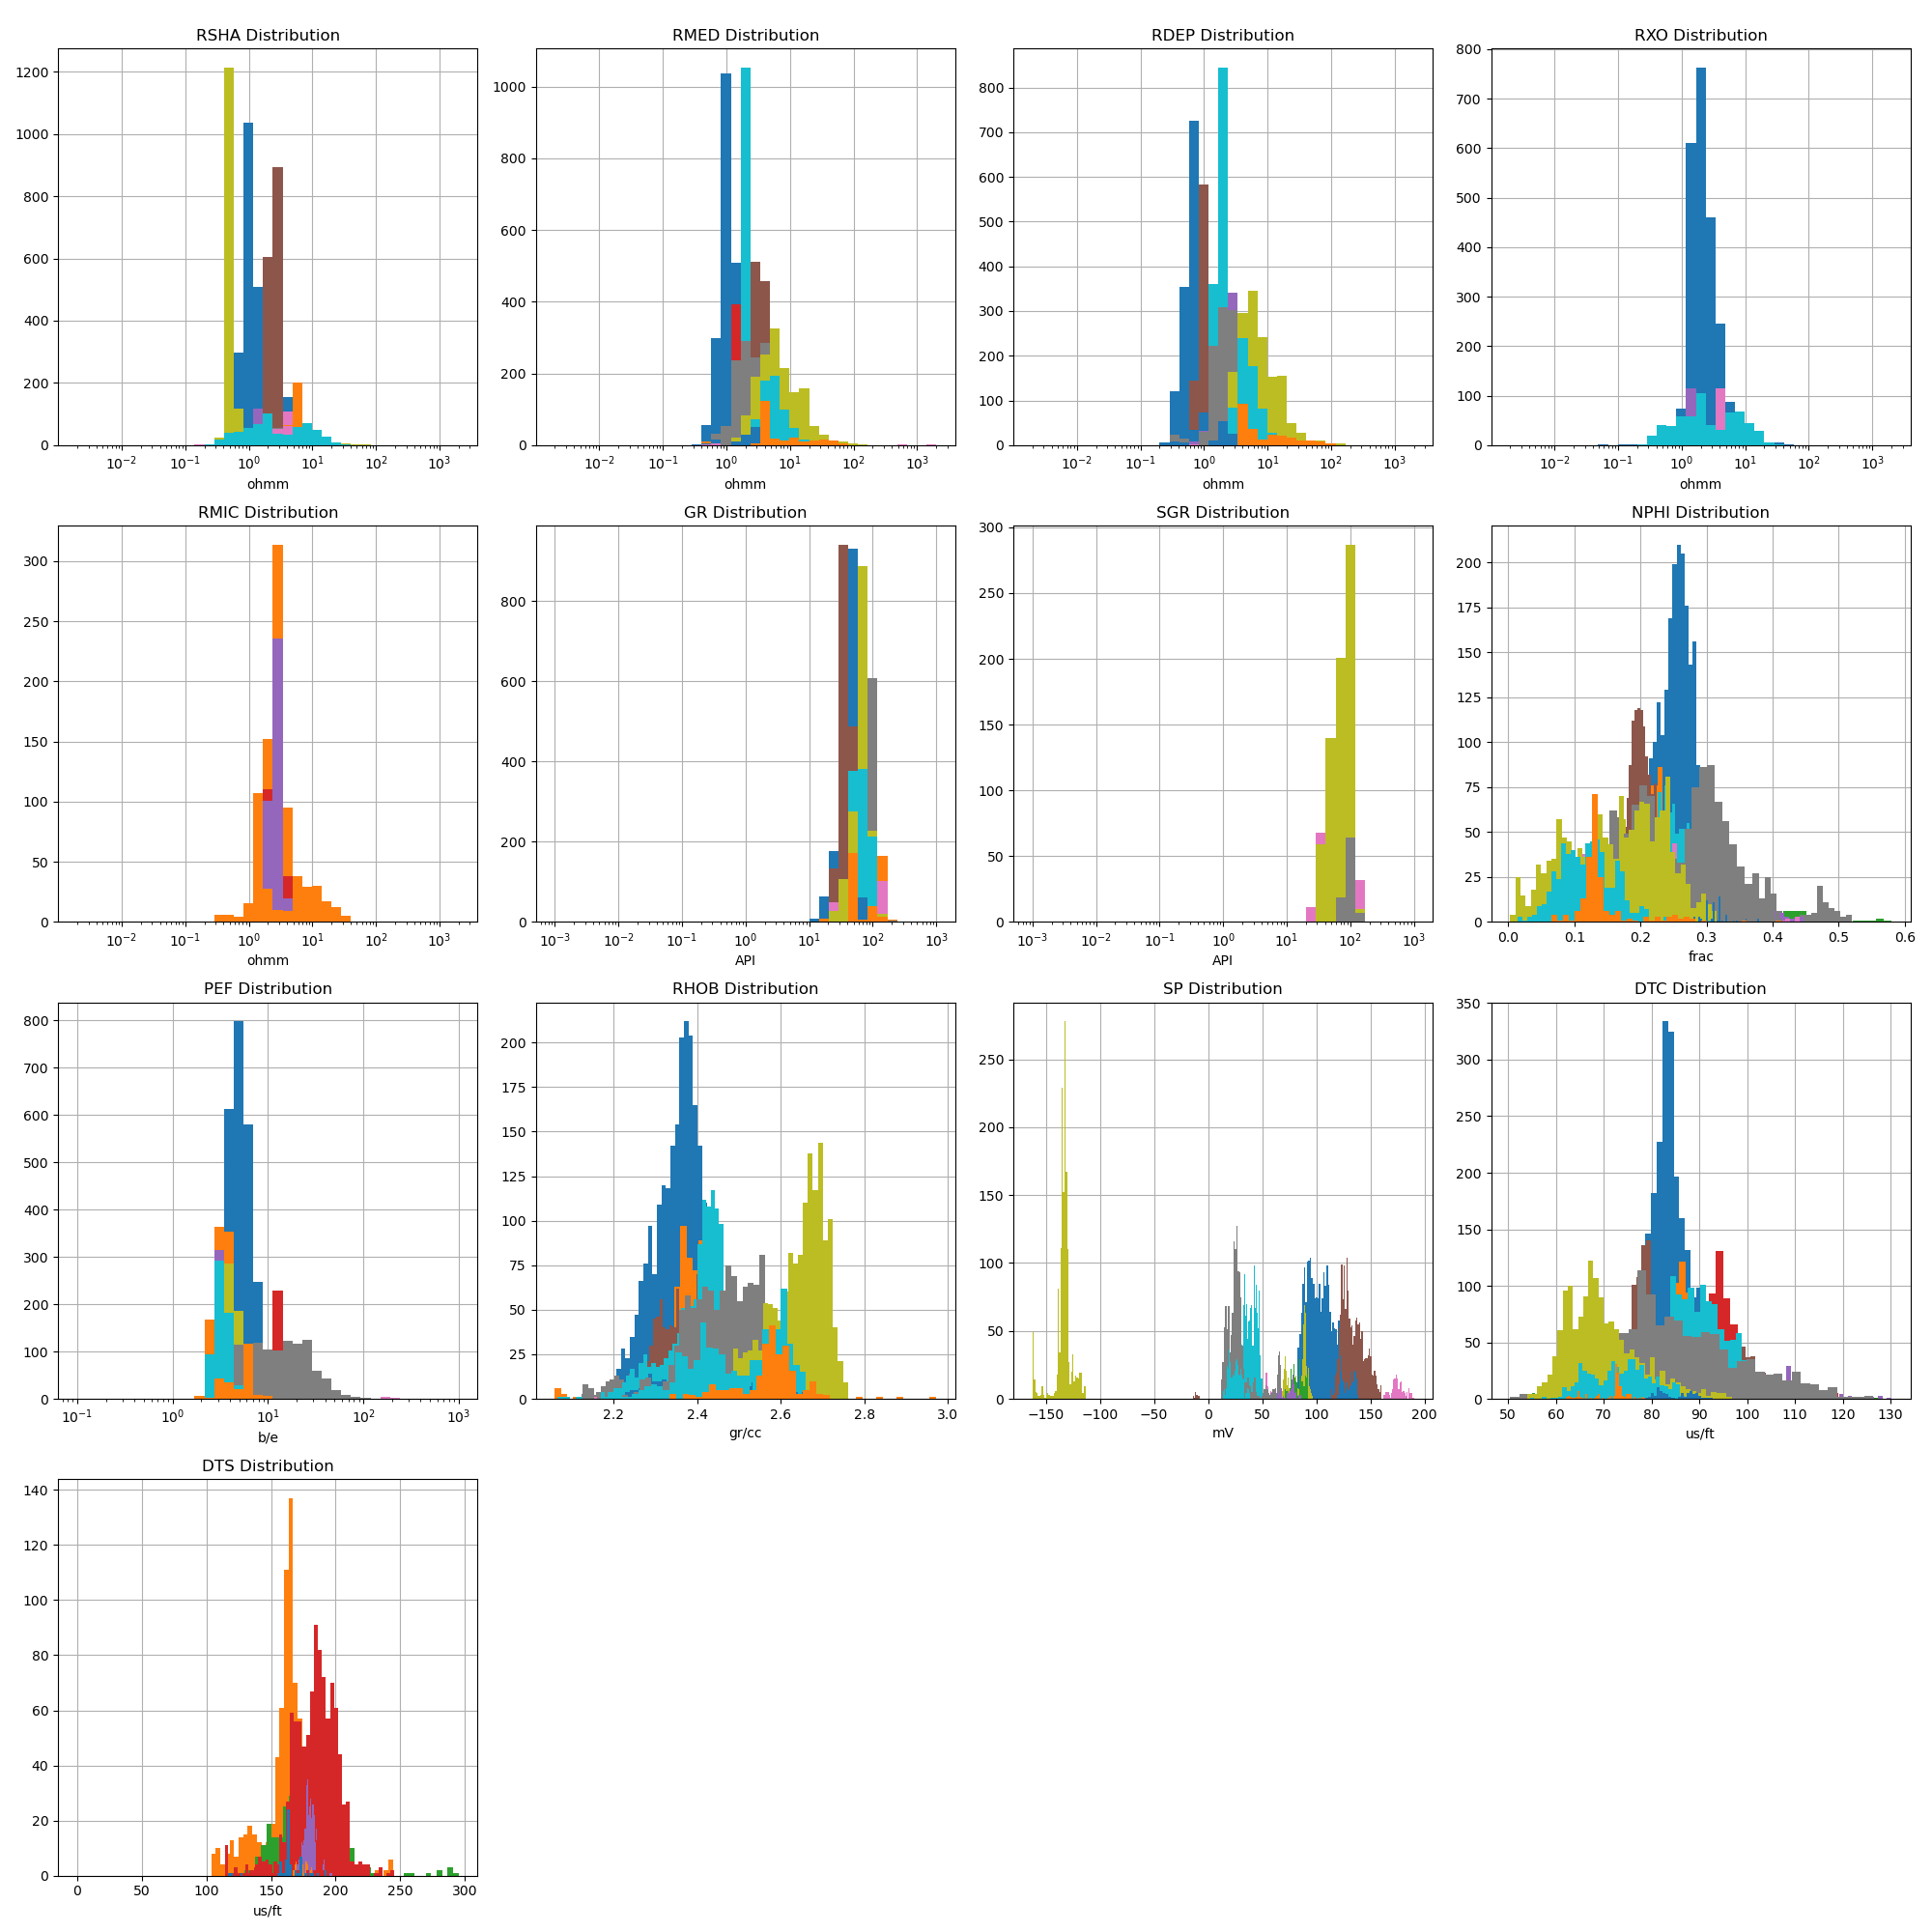 RSHA Distribution
1200
1000
800
600
400
200
0
10⁻² 10⁻¹ 10⁰ 10¹ 10² 10³
ohmm
RMED Distribution
1000
800
600
400
200
0
10⁻² 10⁻¹ 10⁰ 10¹ 10² 10³
ohmm
RDEP Distribution
800
700
600
500
400
300
200
100
0
10⁻² 10⁻¹ 10⁰ 10¹ 10² 10³
ohmm
RXO Distribution
800
700
600
500
400
300
200
100
0
10⁻² 10⁻¹ 10⁰ 10¹ 10² 10³
ohmm
RMIC Distribution
300
250
200
150
100
50
0
10⁻² 10⁻¹ 10⁰ 10¹ 10² 10³
ohmm
GR Distribution
800
600
400
200
0
10⁻³ 10⁻² 10⁻¹ 10⁰ 10¹ 10² 10³
API
SGR Distribution
300
250
200
150
100
50
0
10⁻³ 10⁻² 10⁻¹ 10⁰ 10¹ 10² 10³
API
NPHI Distribution
200
175
150
125
100
75
50
25
0
0.0 0.1 0.2 0.3 0.4 0.5 0.6
frac
PEF Distribution
800
700
600
500
400
300
200
100
0
10⁻¹ 10⁰ 10¹ 10² 10³
b/e
RHOB Distribution
200
175
150
125
100
75
50
25
0
2.2 2.4 2.6 2.8 3.0
gr/cc
SP Distribution
250
200
150
100
50
0
−150 −100 −50 0 50 100 150 200
mV
DTC Distribution
350
300
250
200
150
100
50
0
50 60 70 80 90 100 110 120 130
us/ft
DTS Distribution
140
120
100
80
60
40
20
0
0 50 100 150 200 250 300
us/ft